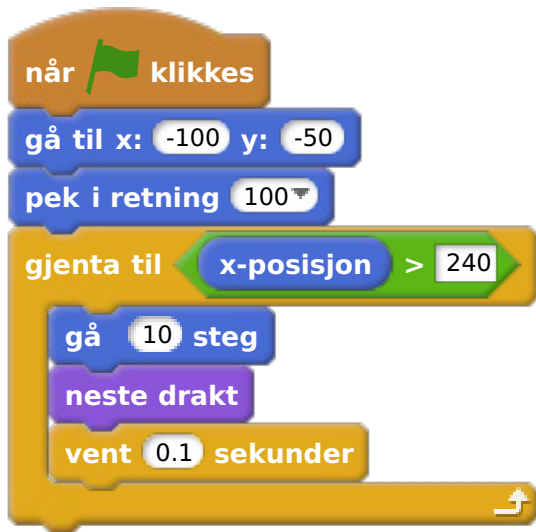 når klikkes
gå til x: -100 y: -50
pek i retning 100
gjenta til x-posisjon > 240
gå 10 steg
neste drakt
vent 0.1 sekunder